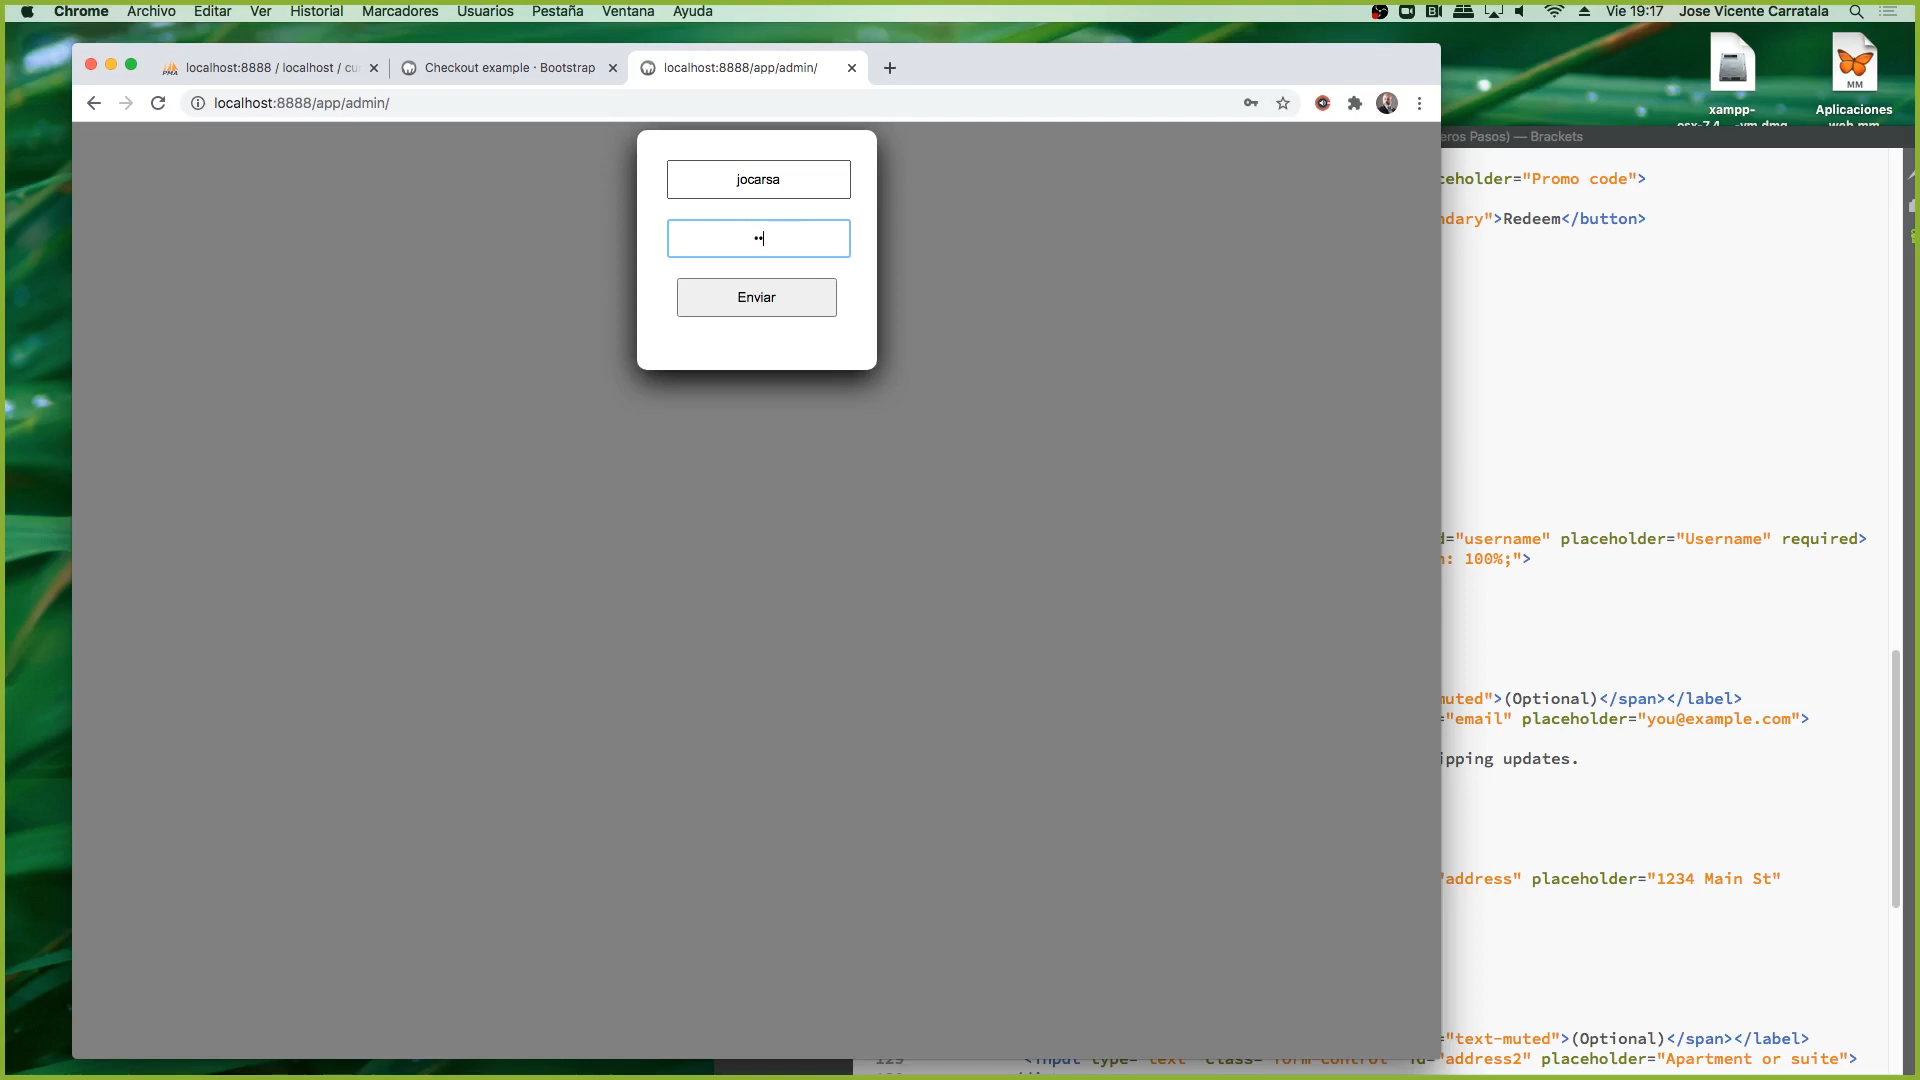 Chrome Archivo Editar Ver Historial Marcadores Usuarios Pestaña Ventana Ayuda
Vie 19:17 Jose Vicente Carratala
localhost:8888 / localhost / cu
Checkout example · Bootstrap
localhost:8888/app/admin/
localhost:8888/app/admin/
xampp-
MM
Aplicaciones
eros Pasos) — Brackets
jocarsa
••
Enviar
ceholder="Promo code">
ndary">Redeem</button>
d="username" placeholder="Username" required>
h: 100%;">
muted">(Optional)</span></label>
="email" placeholder="you@example.com">
ipping updates.
"address" placeholder="1234 Main St"
="text-muted">(Optional)</span></label>
"address2" placeholder="Apartment or suite">